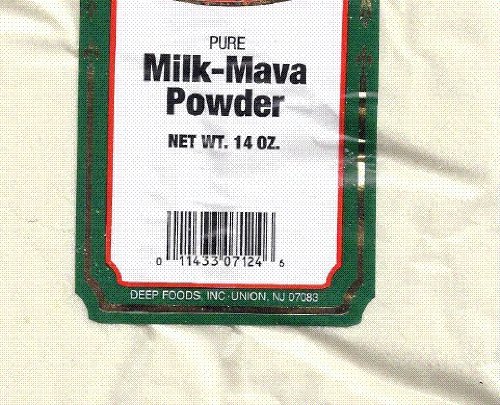 PURE
Milk-Mava
Powder
NET WT. 14 OZ.
0 11433 07124 6
DEEP FOODS, INC·UNION, NJ 07083